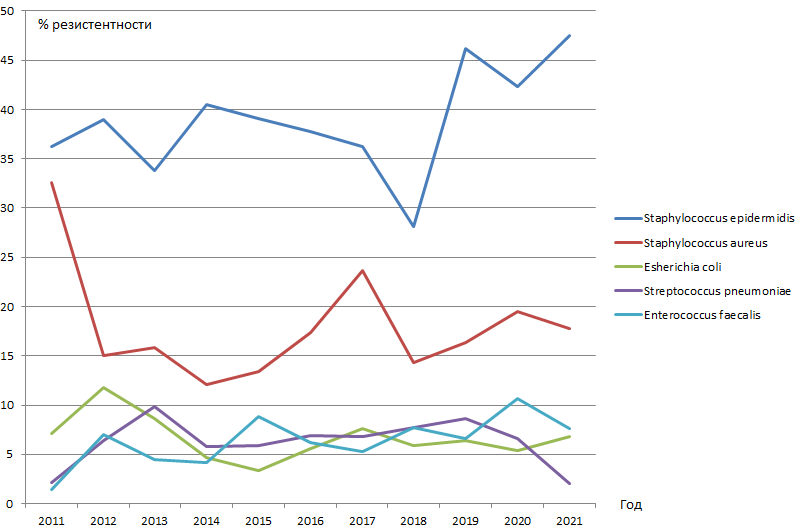 50
% резистентности
45
40
35
30
25
20
15
10
5
0
Staphylococcus epidermidis
Staphylococcus aureus
Esherichia coli
Streptococcus pneumoniae
Enterococcus faecalis
Год
2011 2012 2013 2014 2015 2016 2017 2018 2019 2020 2021